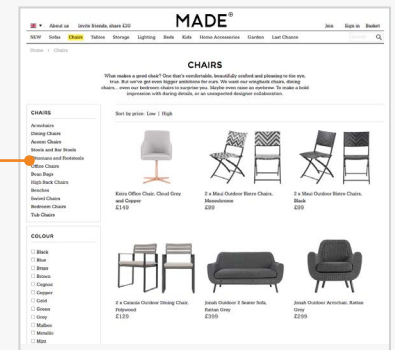 About us Invite friends, share £20
MADE®
Join Sign in Basket
NEW Sofas Chairs Tables Storage Lighting Beds Kids Home Accessories Garden Last Chance
Home Chairs
CHAIRS
What makes a good chair? One that's comfortable, beautifully crafted and pleasing to the eye,
true. But we've got even bigger ambitions for ours. We want our wingback chairs, dining
chairs... even our bedroom chairs to surprise you. Maybe even raise an eyebrow. To make a bold
impression with daring details, or an unexpected designer collaboration.
CHAIRS
Armchairs
Dining Chairs
Accent Chairs
Stools and Bar Stools
Ottomans and Footstools
Office Chairs
Bean Bags
High Back Chairs
Benches
Swivel Chairs
Bedroom Chairs
Tub Chairs
COLOUR
Black
Blue
Brass
Brown
Cognac
Copper
Gold
Green
Grey
Malbec
Metallic
Mint
Sort by price: Low | High
Office Chair, Cloud Grey
and Copper
£149
2 x Maui Outdoor Bistro Chairs,
Monochrome
£99
2 x Maui Outdoor Bistro Chairs,
Black
£99
2 x Catania Outdoor Dining Chair,
Polywood
£129
Jonah Outdoor 2 Seater Sofa,
Rattan Grey
£399
Jonah Outdoor Armchair, Rattan
Grey
£299